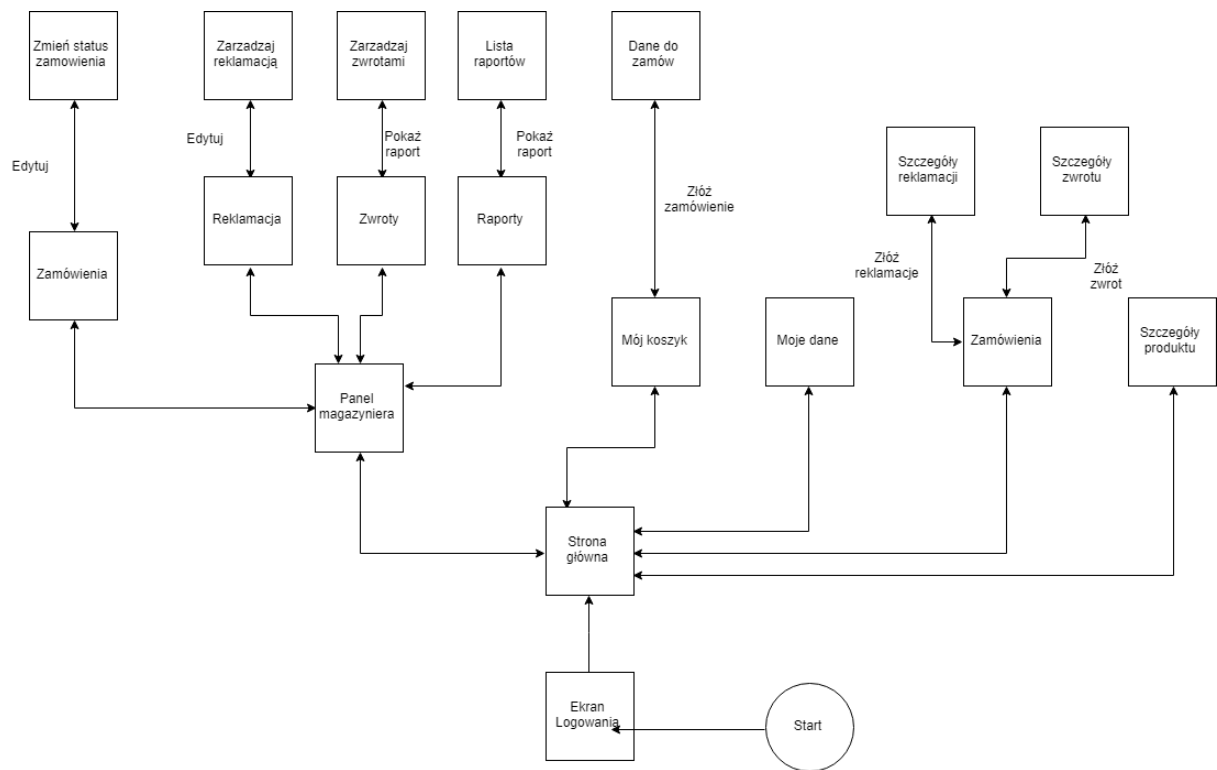 Zmień status
zamowienia
Zarzadzaj
reklamacją
Zarzadzaj
zwrotami
Lista
raportów
Dane do
zamów
Edytuj
Edytuj
Pokaż
raport
Pokaż
raport
Złóż
zamówienie
Szczegóły
reklamacji
Szczegóły
zwrotu
Reklamacja
Zwroty
Raporty
Zamówienia
Złóż
reklamacje
Złóż
zwrot
Mój koszyk
Moje dane
Zamówienia
Szczegóły
produktu
Panel
magazyniera
Strona
główna
Ekran
Logowania
Start